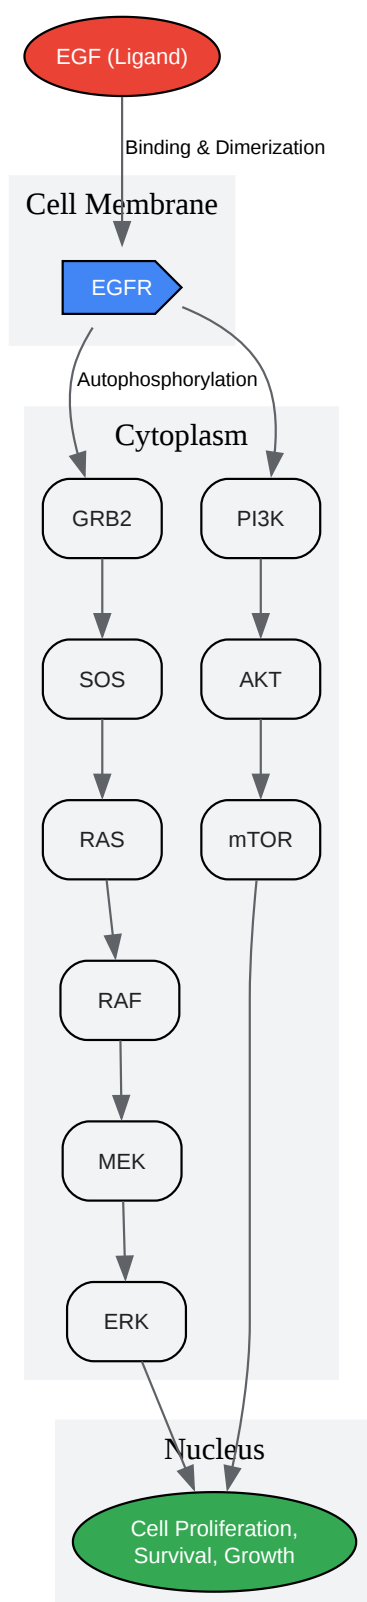 EGF (Ligand)
Binding & Dimerization
Cell Membrane
EGFR
Autophosphorylation
Cytoplasm
GRB2
PI3K
SOS
AKT
RAS
mTOR
RAF
MEK
ERK
Nucleus
Cell Proliferation,
Survival, Growth